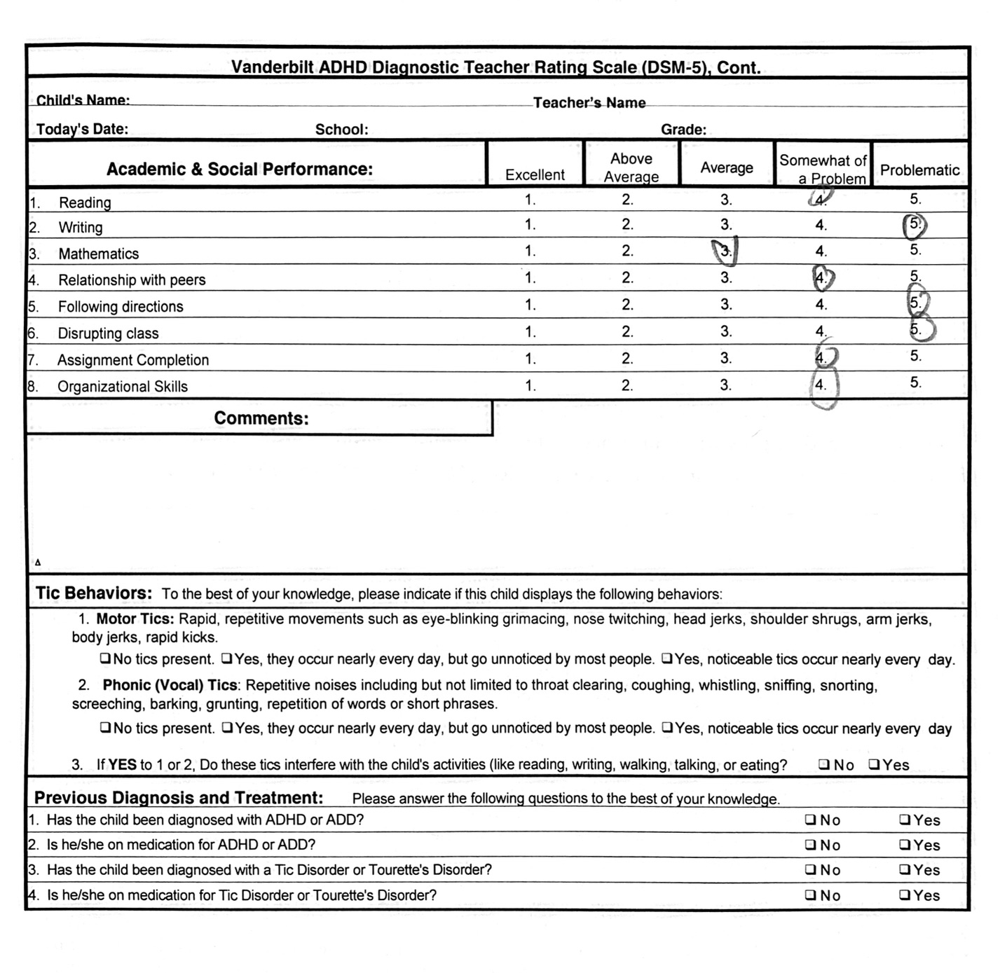 Vanderbilt ADHD Diagnostic Teacher Rating Scale (DSM-5), Cont.
Child's Name: Teacher's Name
Today's Date: School: Grade:
Academic & Social Performance: Excellent Above Average Average Somewhat of a Problem Problematic
1. Reading 1. 2. 3. 4. 5.
2. Writing 1. 2. 3. 4. 5.
3. Mathematics 1. 2. 3. 4. 5.
4. Relationship with peers 1. 2. 3. 4. 5.
5. Following directions 1. 2. 3. 4. 5.
6. Disrupting class 1. 2. 3. 4. 5.
7. Assignment Completion 1. 2. 3. 4. 5.
8. Organizational Skills 1. 2. 3. 4. 5.
Comments:
Δ
Tic Behaviors: To the best of your knowledge, please indicate if this child displays the following behaviors:
1. Motor Tics: Rapid, repetitive movements such as eye-blinking grimacing, nose twitching, head jerks, shoulder shrugs, arm jerks,
body jerks, rapid kicks.
❑No tics present. ❑Yes, they occur nearly every day, but go unnoticed by most people. ❑Yes, noticeable tics occur nearly every day.
2. Phonic (Vocal) Tics: Repetitive noises including but not limited to throat clearing, coughing, whistling, sniffing, snorting,
screeching, barking, grunting, repetition of words or short phrases.
❑No tics present. ❑Yes, they occur nearly every day, but go unnoticed by most people. ❑Yes, noticeable tics occur nearly every day
3. If YES to 1 or 2, Do these tics interfere with the child's activities (like reading, writing, walking, talking, or eating? ❑No ❑Yes
Previous Diagnosis and Treatment: Please answer the following questions to the best of your knowledge.
1. Has the child been diagnosed with ADHD or ADD? ❑No ❑Yes
2. Is he/she on medication for ADHD or ADD? ❑No ❑Yes
3. Has the child been diagnosed with a Tic Disorder or Tourette's Disorder? ❑No ❑Yes
4. Is he/she on medication for Tic Disorder or Tourette's Disorder? ❑No ❑Yes